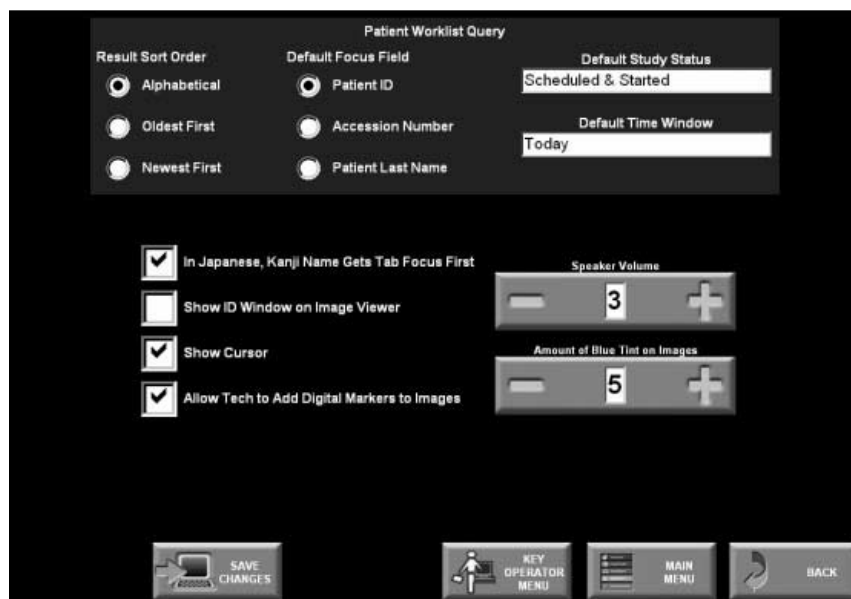 Patient Worklist Query
Result Sort Order
Alphabetical
Oldest First
Newest First
Default Focus Field
Patient ID
Accession Number
Patient Last Name
Default Study Status
Scheduled & Started
Default Time Window
Today
In Japanese, Kanji Name Gets Tab Focus First
Show ID Window on Image Viewer
Show Cursor
Allow Tech to Add Digital Markers to Images
Speaker Volume
3
Amount of Blue Tint on Images
5
SAVE
CHANGES
KEY
OPERATOR
MENU
MAIN
MENU
BACK